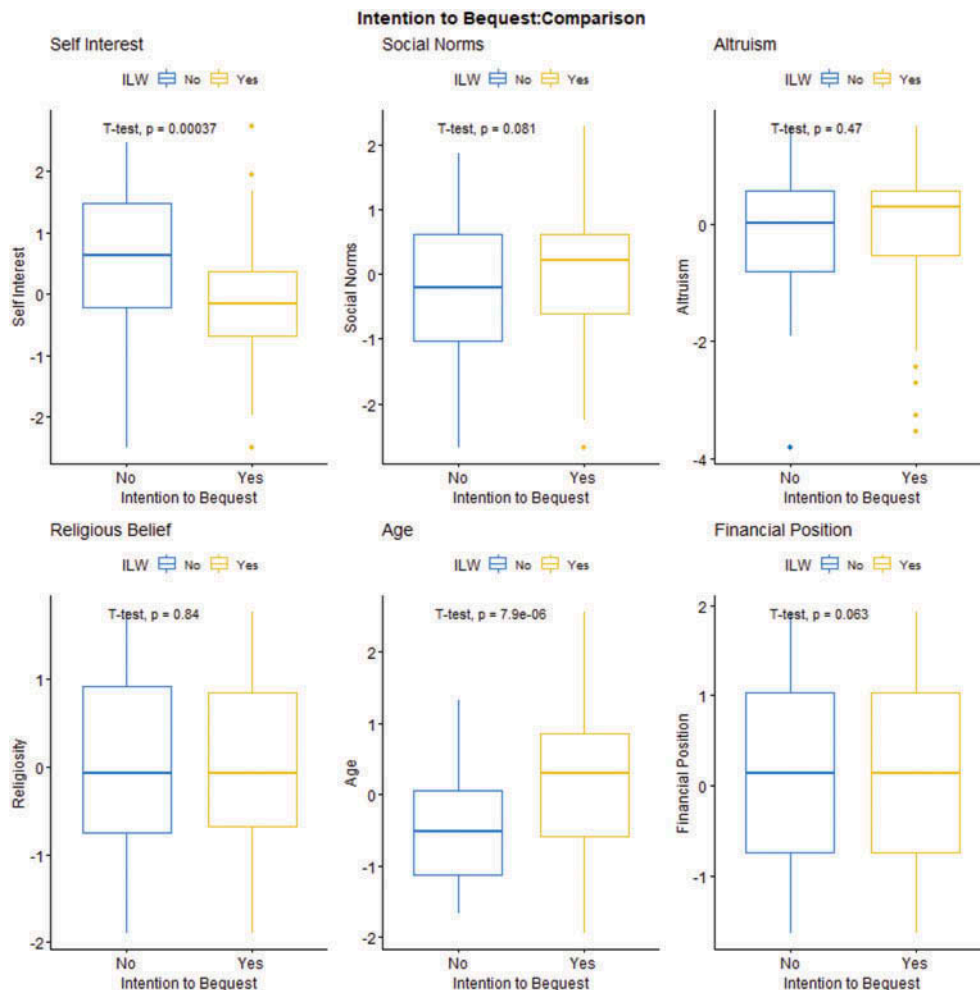 Intention to Bequest:Comparison
Self Interest
Social Norms
Altruism
ILW No Yes
ILW No Yes
ILW No Yes
T-test, p = 0.00037
T-test, p = 0.081
T-test, p = 0.47
Self Interest
2
1
0
-1
-2
Social Norms
2
1
0
-1
-2
Altruism
0
-2
-4
No Yes
No Yes
No Yes
Intention to Bequest
Intention to Bequest
Intention to Bequest
Religious Belief
Age
Financial Position
ILW No Yes
ILW No Yes
ILW No Yes
T-test, p = 0.84
T-test, p = 7.9e-06
T-test, p = 0.063
Religiosity
1
0
-1
-2
Age
2
1
0
-1
-2
Financial Position
2
1
0
-1
No Yes
No Yes
No Yes
Intention to Bequest
Intention to Bequest
Intention to Bequest